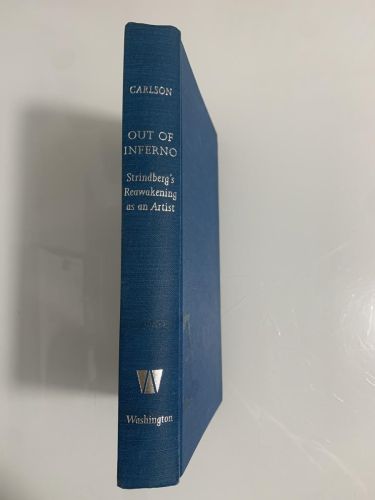 CARLSON
OUT OF
INFERNO
Strindberg's
Reawakening
as an Artist
W
Washington